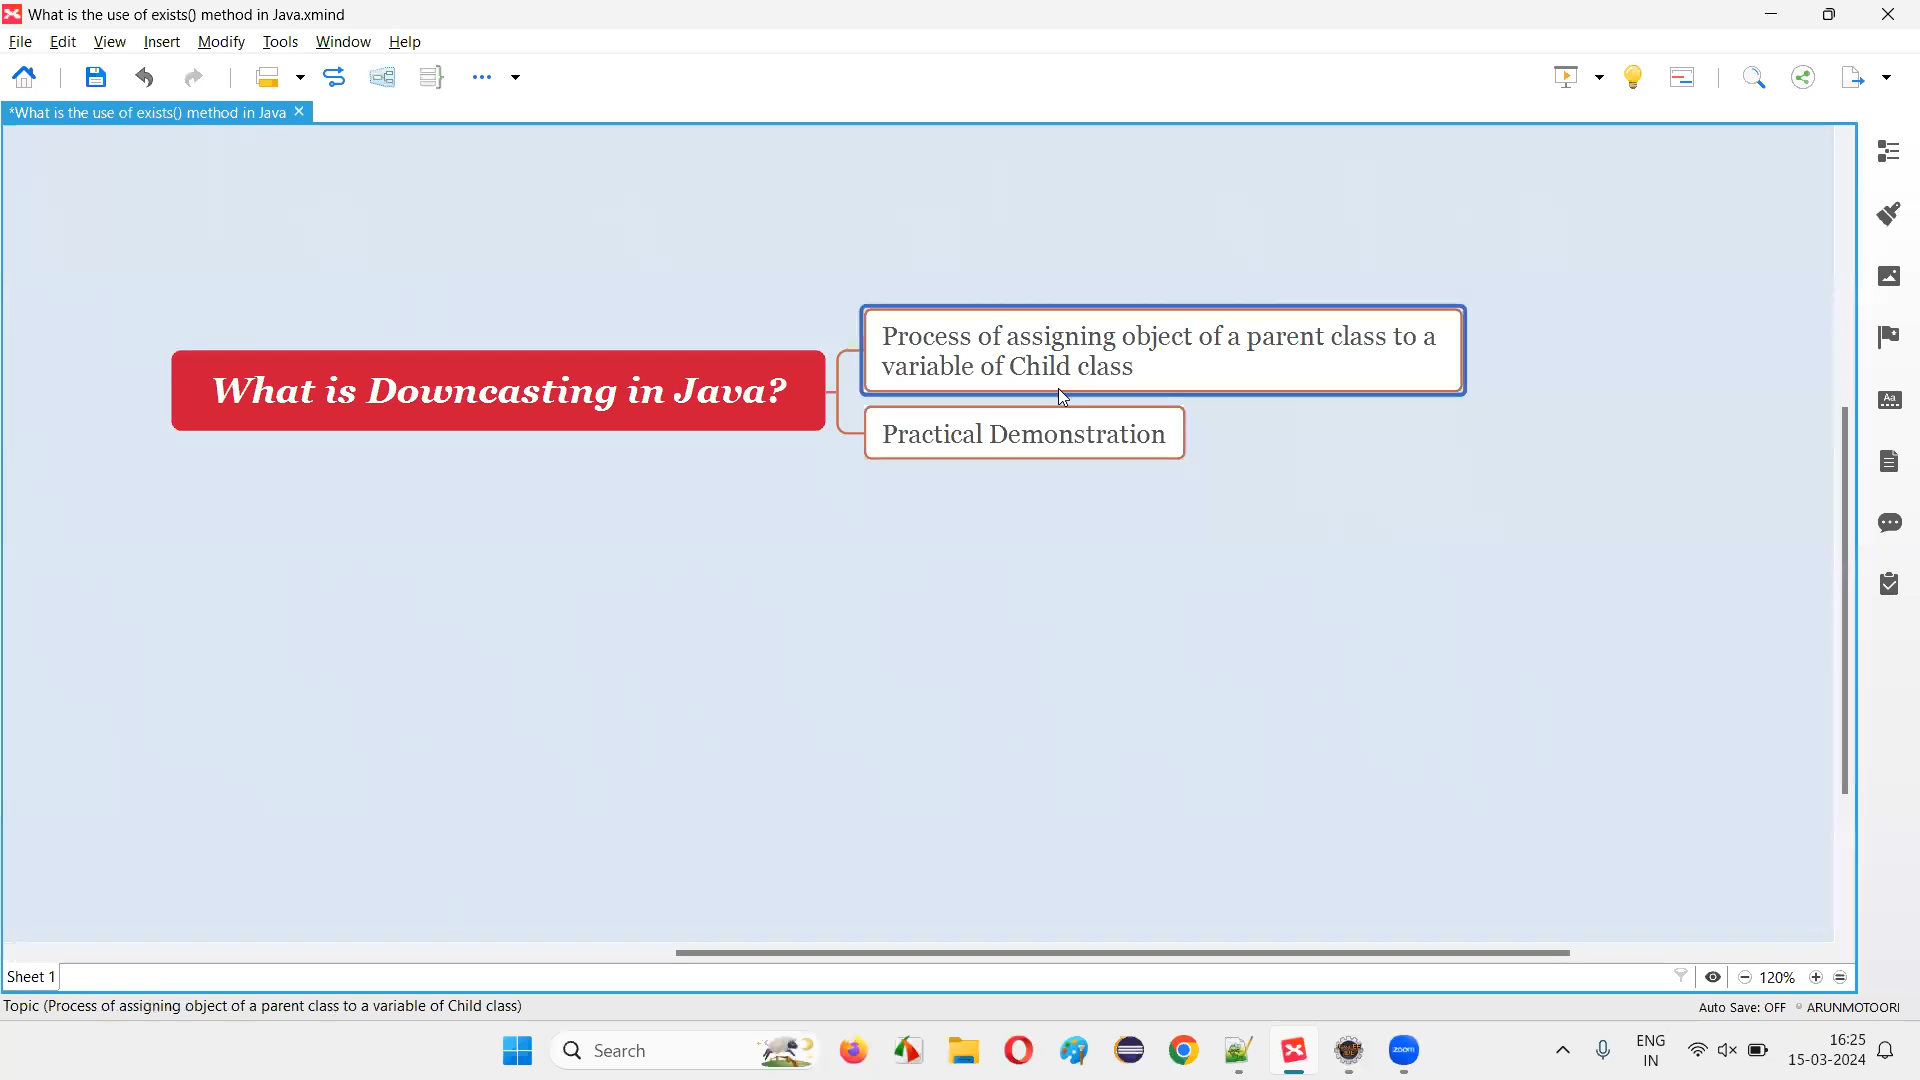 What is the use of exists() method in Java.xmind
File Edit View Insert Modify Tools Window Help
*What is the use of exists() method in Java
Process of assigning object of a parent class to a
variable of Child class
What is Downcasting in Java?
Practical Demonstration
Aa
Sheet 1
120%
Topic (Process of assigning object of a parent class to a variable of Child class)
Auto Save: OFF ARUNMOTOORI
Search
zoom
ENG
IN
16:25
15-03-2024